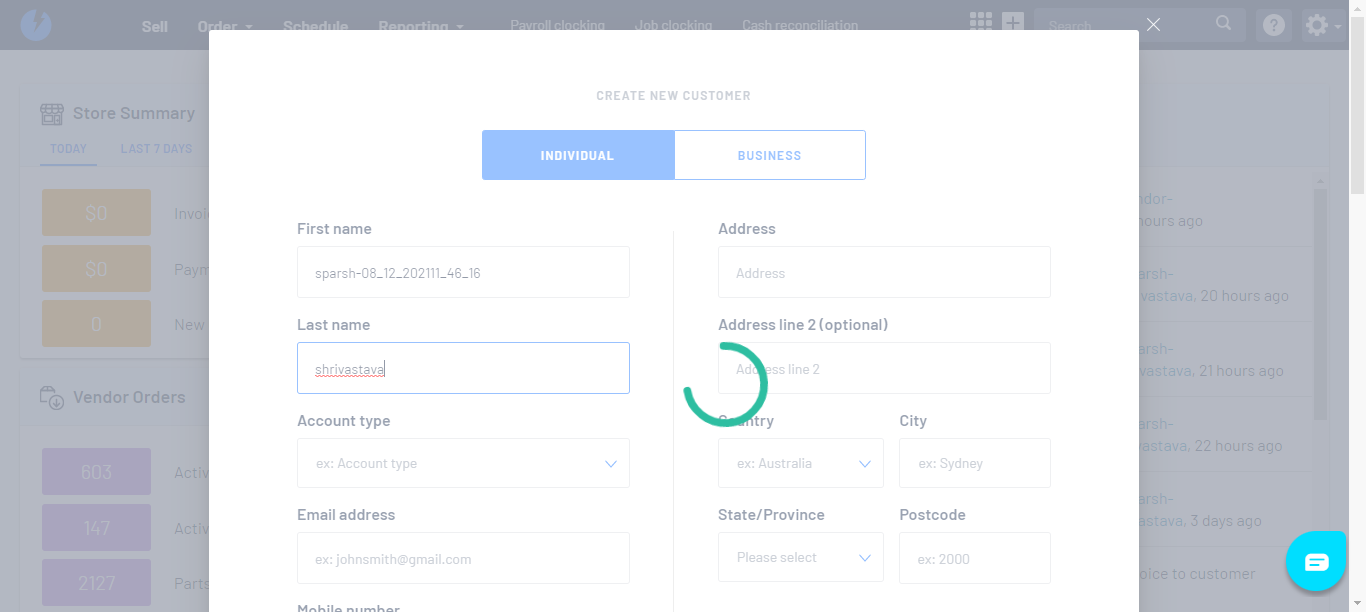 Sell Order Schedule Reporting Payroll clocking Job clocking Cash reconciliation Search
CREATE NEW CUSTOMER
INDIVIDUAL BUSINESS
Store Summary
TODAY LAST 7 DAYS
$0 Invoi
$0 Paym
0 New
Vendor Orders
603 Activ
147 Activ
2127 Parts
First name
sparsh-08_12_202111_46_16
Last name
shrivastava
Account type
ex: Account type
Email address
ex: johnsmith@gmail.com
Mobile number
Address
Address
Address line 2 (optional)
Address line 2
Country City
ex: Australia ex: Sydney
State/Province Postcode
Please select ex: 2000
ndor-
hours ago
arsh-
vastava, 20 hours ago
arsh-
vastava, 21 hours ago
arsh-
vastava, 22 hours ago
arsh-
astava, 3 days ago
oice to customer